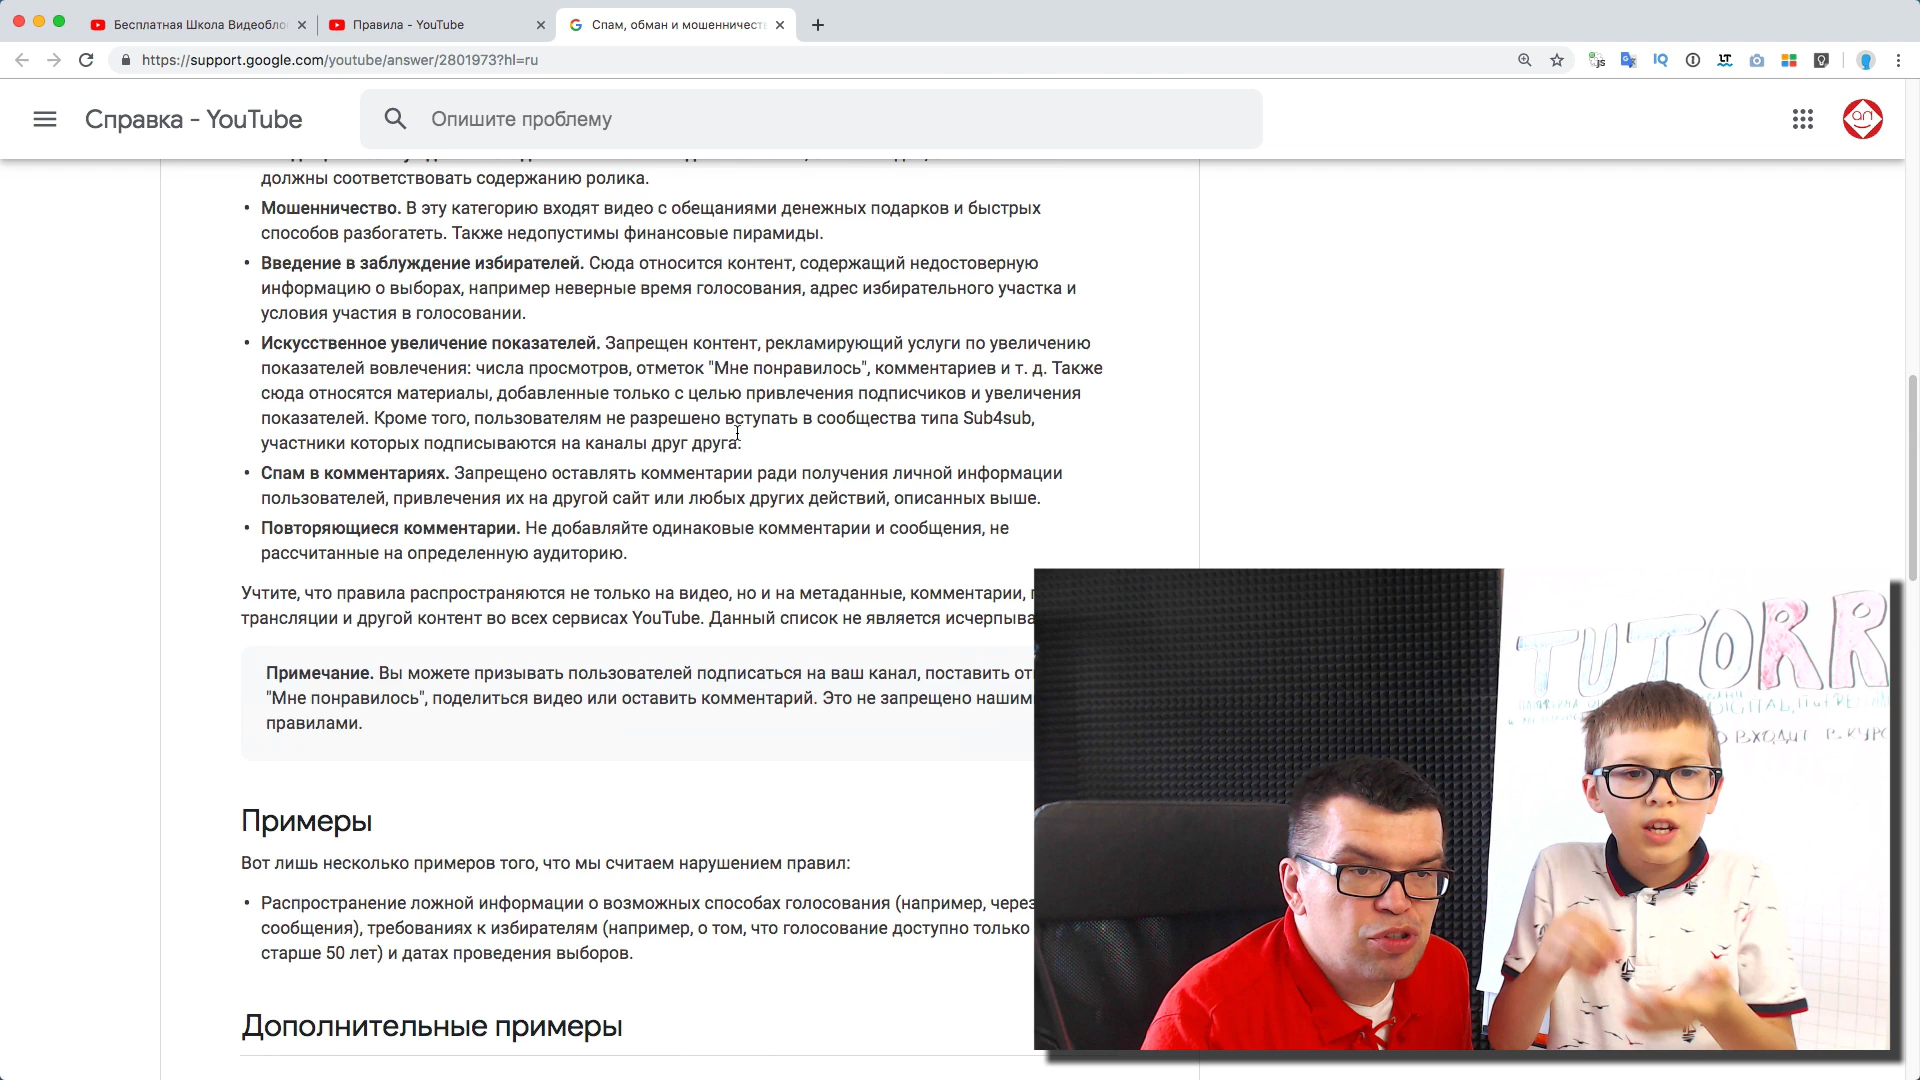 Бесплатная Школа Видеобло
Правила - YouTube
Спам, обман и мошенничест
https://support.google.com/youtube/answer/2801973?hl=ru
Справка - YouTube
Опишите проблему
должны соответствовать содержанию ролика.
• Мошенничество. В эту категорию входят видео с обещаниями денежных подарков и быстрых
способов разбогатеть. Также недопустимы финансовые пирамиды.
• Введение в заблуждение избирателей. Сюда относится контент, содержащий недостоверную
информацию о выборах, например неверные время голосования, адрес избирательного участка и
условия участия в голосовании.
• Искусственное увеличение показателей. Запрещен контент, рекламирующий услуги по увеличению
показателей вовлечения: числа просмотров, отметок "Мне понравилось", комментариев и т. д. Также
сюда относятся материалы, добавленные только с целью привлечения подписчиков и увеличения
показателей. Кроме того, пользователям не разрешено вступать в сообщества типа Sub4sub,
участники которых подписываются на каналы друг друга.
• Спам в комментариях. Запрещено оставлять комментарии ради получения личной информации
пользователей, привлечения их на другой сайт или любых других действий, описанных выше.
• Повторяющиеся комментарии. Не добавляйте одинаковые комментарии и сообщения, не
рассчитанные на определенную аудиторию.
Учтите, что правила распространяются не только на видео, но и на метаданные, комментарии,
трансляции и другой контент во всех сервисах YouTube. Данный список не является исчерпыва
Примечание. Вы можете призывать пользователей подписаться на ваш канал, поставить от
"Мне понравилось", поделиться видео или оставить комментарий. Это не запрещено нашим
правилами.
Примеры
Вот лишь несколько примеров того, что мы считаем нарушением правил:
• Распространение ложной информации о возможных способах голосования (например, через
сообщения), требованиях к избирателям (например, о том, что голосование доступно только
старше 50 лет) и датах проведения выборов.
Дополнительные примеры
TUTORR
DIGITAL,
ВХОДИТ В КУРС